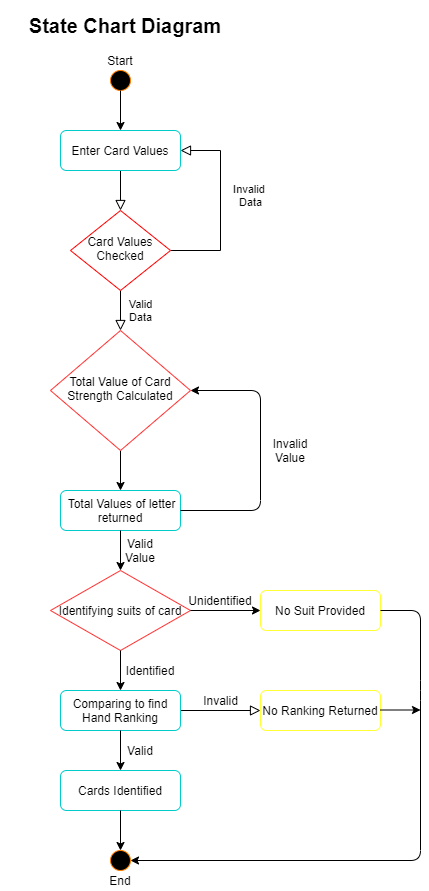 State Chart Diagram
Start
Enter Card Values
Invalid
Data
Card Values
Checked
Valid
Data
Total Value of Card
Strength Calculated
Invalid
Value
Total Values of letter
returned
Valid
Value
Identifying suits of card
Unidentified
No Suit Provided
Identified
Comparing to find
Hand Ranking
Invalid
No Ranking Returned
Valid
Cards Identified
End